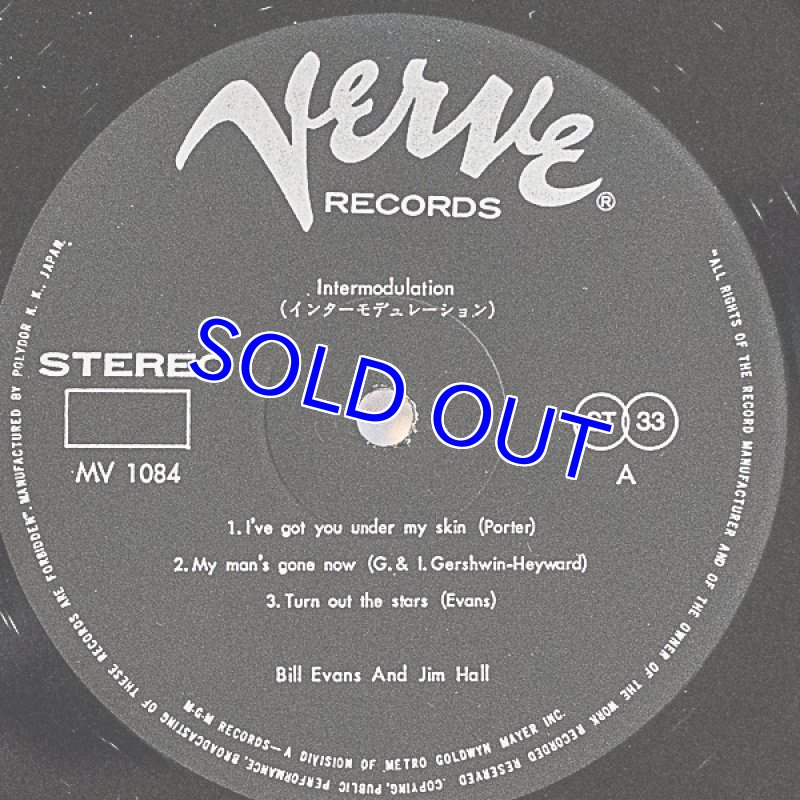 Verve
RECORDS ®
Intermodulation
(インターモデュレーション)
STEREO
SOLD OUT
ST 33
MV 1084
A
1. I've got you under my skin (Porter)
2. My man's gone now (G. & I. Gershwin-Heyward)
3. Turn out the stars (Evans)
Bill Evans And Jim Hall
M-G-M RECORDS—A DIVISION OF METRO GOLDWYN MAYER INC.
"ALL RIGHTS OF THE RECORD MANUFACTURER AND OF THE OWNER OF THE WORK RECORDED RESERVED. COPYING, PUBLIC PERFORMANCE, BROADCASTING OF THESE RECORDS ARE FORBIDDEN". MANUFACTURED BY POLYDOR K. K., JAPAN.